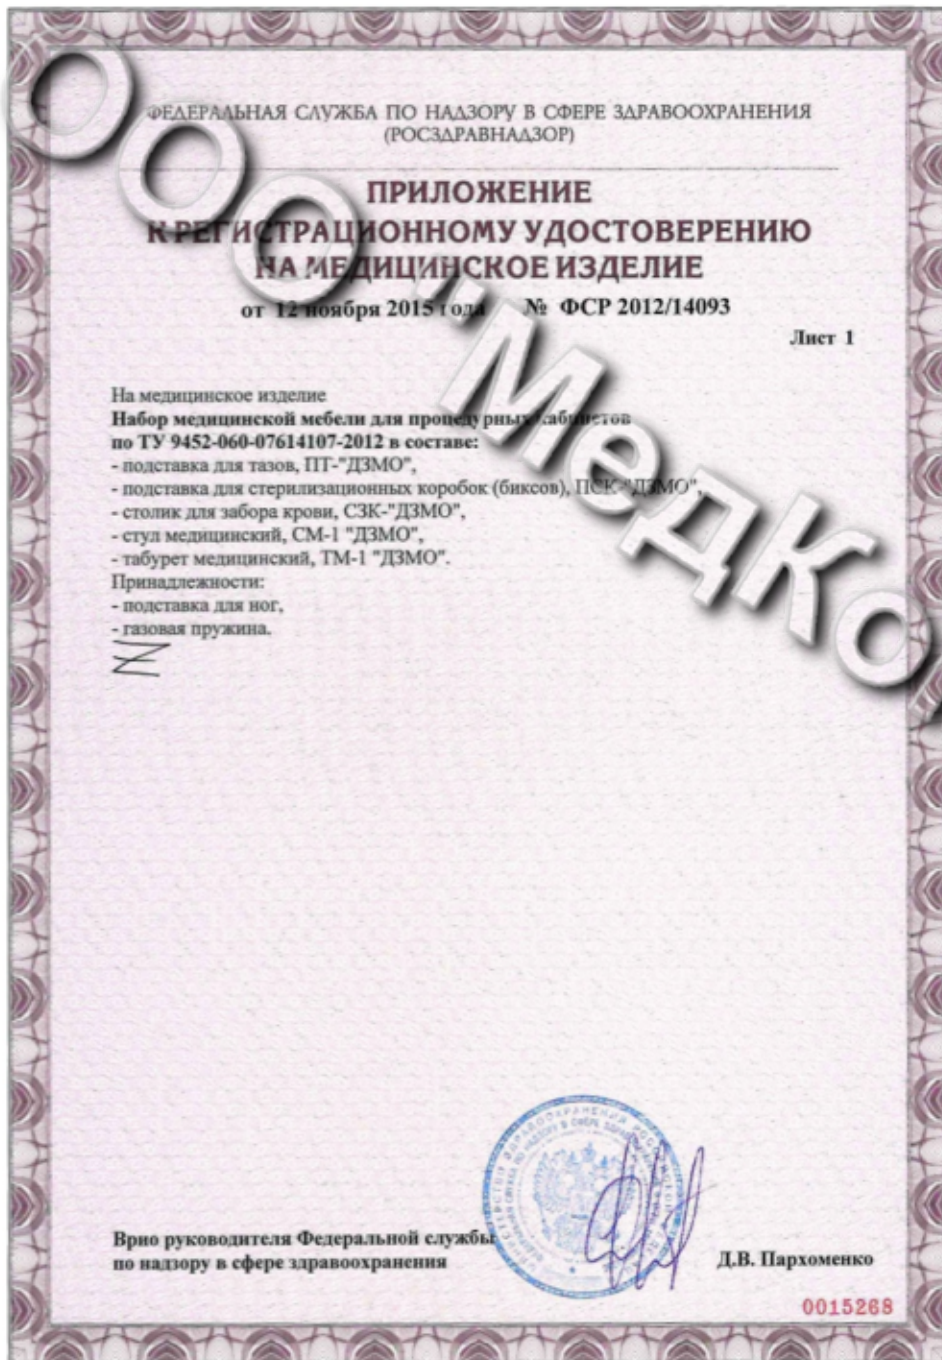 ФЕДЕРАЛЬНАЯ СЛУЖБА ПО НАДЗОРУ В СФЕРЕ ЗДРАВООХРАНЕНИЯ
(РОСЗДРАВНАДЗОР)
ПРИЛОЖЕНИЕ
К РЕГИСТРАЦИОННОМУ УДОСТОВЕРЕНИЮ
НА МЕДИЦИНСКОЕ ИЗДЕЛИЕ
от 12 ноября 2015 года № ФСР 2012/14093
Лист 1
ООО "МедКо
На медицинское изделие
Набор медицинской мебели для процедурных кабинетов
по ТУ 9452-060-07614107-2012 в составе:
- подставка для тазов, ПТ-"ДЗМО",
- подставка для стерилизационных коробок (биксов), ПСК-"ДЗМО",
- столик для забора крови, СЗК-"ДЗМО",
- стул медицинский, СМ-1 "ДЗМО",
- табурет медицинский, ТМ-1 "ДЗМО".
Принадлежности:
- подставка для ног,
- газовая пружина.
Врио руководителя Федеральной службы
по надзору в сфере здравоохранения
Д.В. Пархоменко
0015268